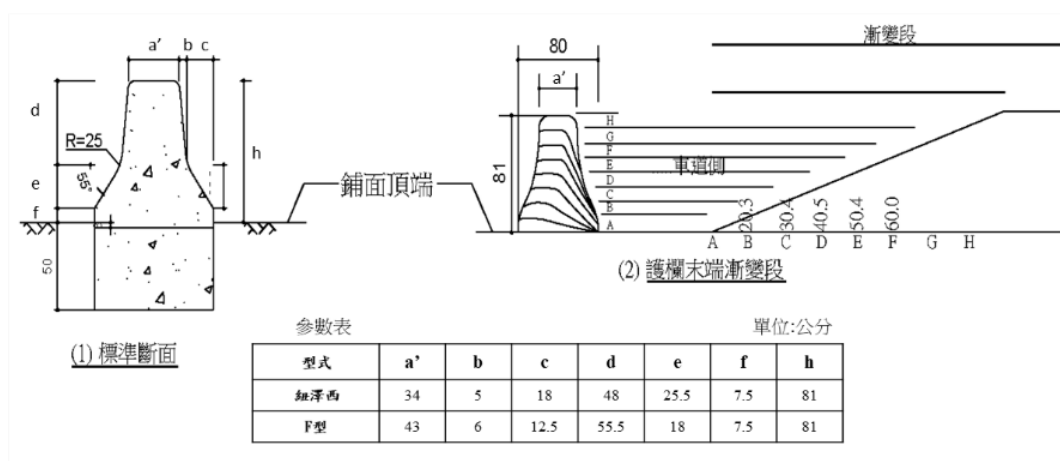 a' b c
d
e
f
h
R=25
55°
50
鋪面頂端
(1) 標準斷面
80
a'
81
H
G
F
E
D
C
B
A
車道側
漸變段
20.3
30.4
40.5
50.4
60.0
A B C D E F G H
(2) 護欄末端漸變段
參數表 單位:公分
型式 a' b c d e f h
紐澤西 34 5 18 48 25.5 7.5 81
F型 43 6 12.5 55.5 18 7.5 81